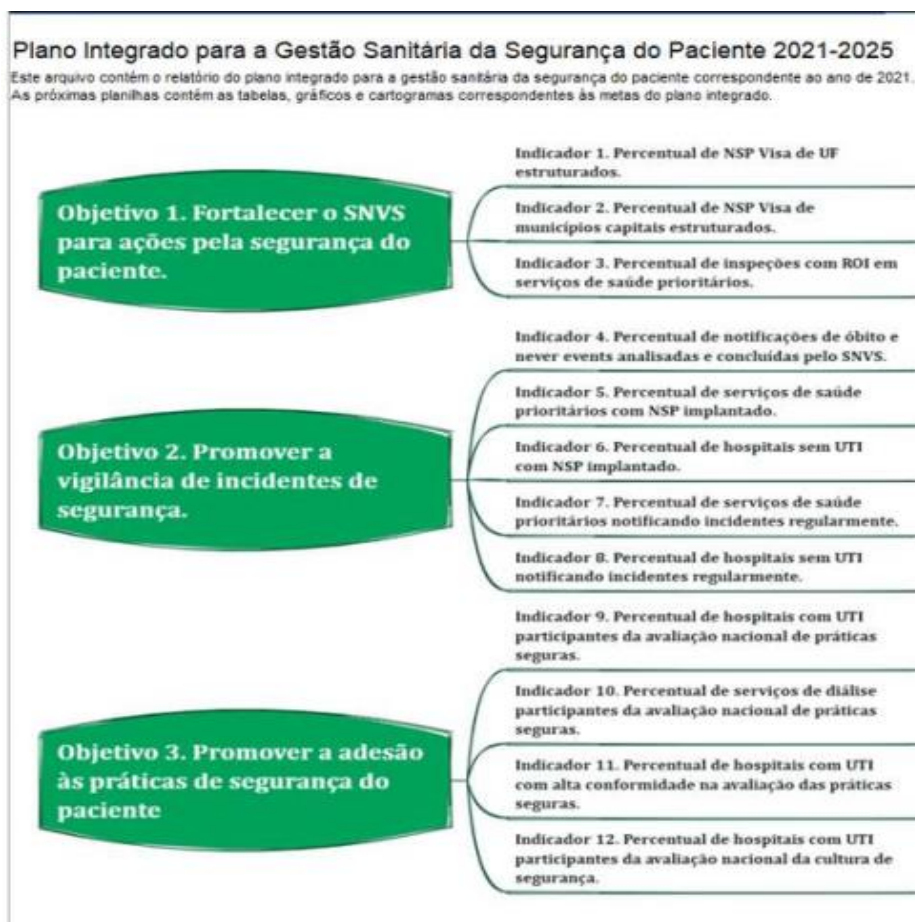 Plano Integrado para a Gestão Sanitária da Segurança do Paciente 2021-2025
Este arquivo contém o relatório do plano integrado para a gestão sanitária da segurança do paciente correspondente ao ano de 2021.
As próximas planilhas contém as tabelas, gráficos e cartogramas correspondentes às metas do plano integrado.
Objetivo 1. Fortalecer o SNVS
para ações pela segurança do
paciente.
Indicador 1. Percentual de NSP Visa de UF
estruturados.
Indicador 2. Percentual de NSP Visa de
municípios capitais estruturados.
Indicador 3. Percentual de inspeções com ROI em
serviços de saúde prioritários.
Objetivo 2. Promover a
vigilância de incidentes de
segurança.
Indicador 4. Percentual de notificações de óbito e
never events analisadas e concluídas pelo SNVS.
Indicador 5. Percentual de serviços de saúde
prioritários com NSP implantado.
Indicador 6. Percentual de hospitais sem UTI
com NSP implantado.
Indicador 7. Percentual de serviços de saúde
prioritários notificando incidentes regularmente.
Indicador 8. Percentual de hospitais sem UTI
notificando incidentes regularmente.
Objetivo 3. Promover a adesão
às práticas de segurança do
paciente
Indicador 9. Percentual de hospitais com UTI
participantes da avaliação nacional de práticas
seguras.
Indicador 10. Percentual de serviços de diálise
participantes da avaliação nacional de práticas
seguras.
Indicador 11. Percentual de hospitais com UTI
com alta conformidade na avaliação das práticas
seguras.
Indicador 12. Percentual de hospitais com UTI
participantes da avaliação nacional da cultura de
segurança.